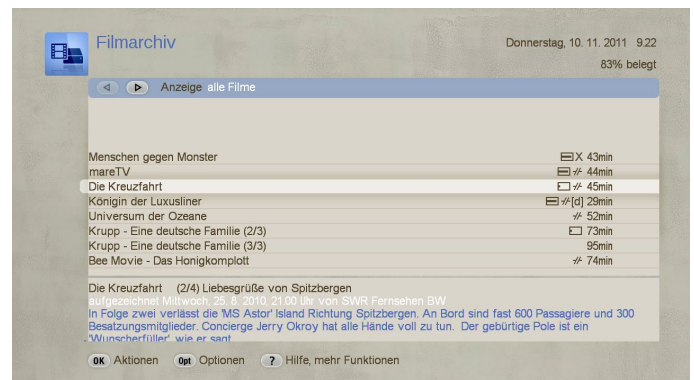 Filmarchiv
Donnerstag, 10. 11. 2011 9.22
83% belegt
Anzeige alle Filme
Menschen gegen Monster X 43min
mareTV 44min
Die Kreuzfahrt 45min
Königin der Luxusliner [d] 29min
Universum der Ozeane 52min
Krupp - Eine deutsche Familie (2/3) 73min
Krupp - Eine deutsche Familie (3/3) 95min
Bee Movie - Das Honigkomplott 74min
Die Kreuzfahrt (2/4) Liebesgrüße von Spitzbergen
aufgezeichnet Mittwoch, 25. 8. 2010, 21.00 Uhr von SWR Fernsehen BW
In Folge zwei verlässt die 'MS Astor' Island Richtung Spitzbergen. An Bord sind fast 600 Passagiere und 300
Besatzungsmitglieder. Concierge Jerry Okroy hat alle Hände voll zu tun. Der gebürtige Pole ist ein
'Wunscherfüller', wie er sagt.
OK Aktionen Opt Optionen ? Hilfe, mehr Funktionen